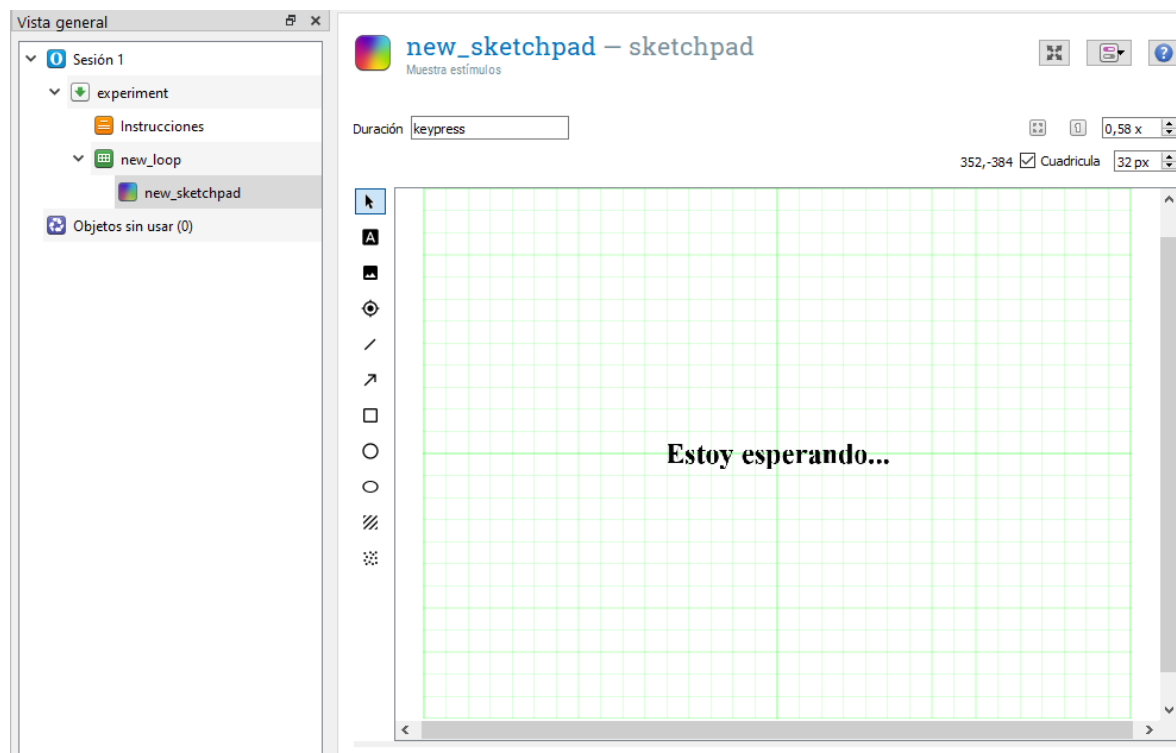 Vista general
Sesión 1
experiment
Instrucciones
new_loop
new_sketchpad
Objetos sin usar (0)
new_sketchpad – sketchpad
Muestra estímulos
Duración keypress
0,58 x
352,-384 Cuadricula 32 px
Estoy esperando...